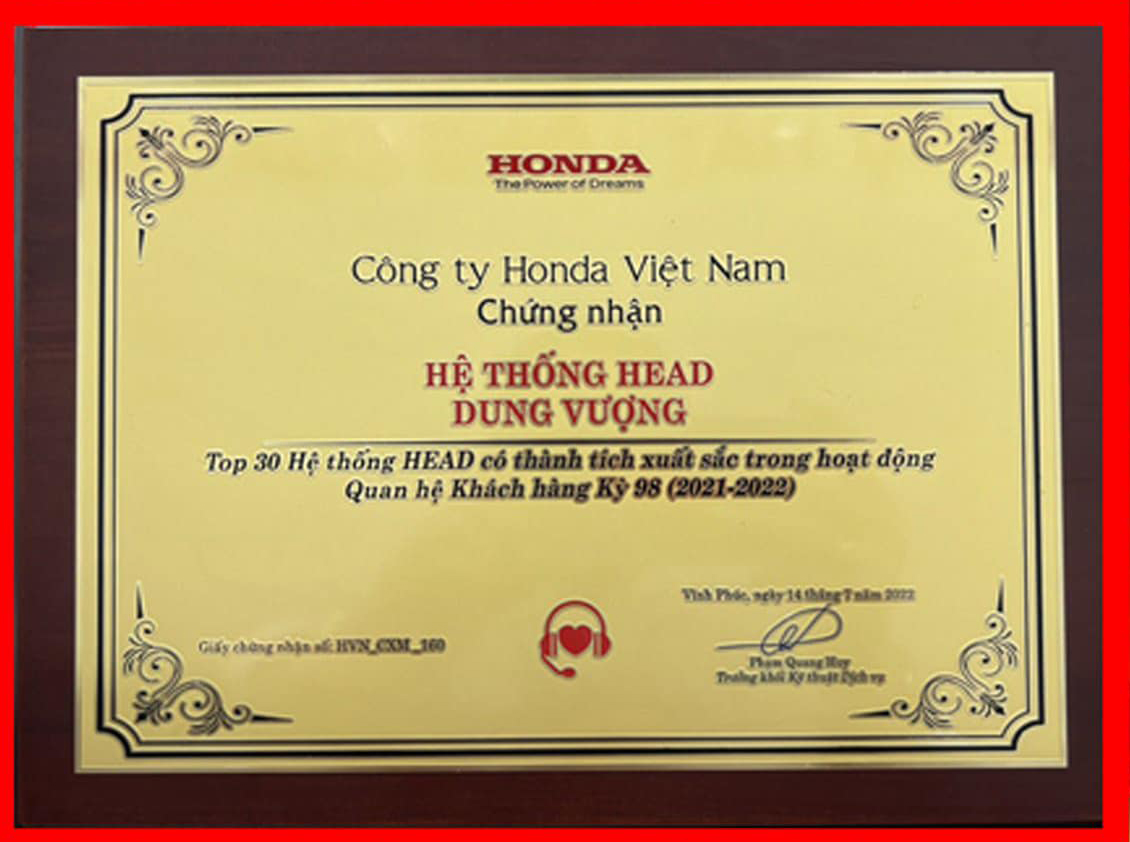 HONDA
The Power of Dreams
Công ty Honda Việt Nam
Chứng nhận
HỆ THỐNG HEAD
DUNG VƯỢNG
Top 30 Hệ thống HEAD có thành tích xuất sắc trong hoạt động
Quan hệ Khách hàng Kỳ 98 (2021-2022)
Vĩnh Phúc, ngày 14 tháng 7 năm 2022
Giấy chứng nhận số: HVN_CXM_160
Phạm Quang Huy
Trưởng khối Kỹ thuật Dịch vụ